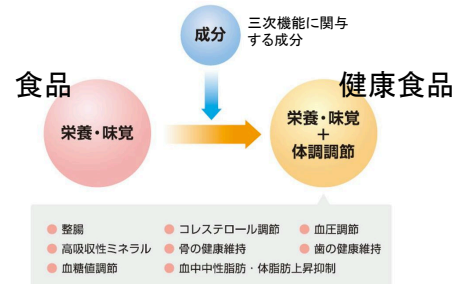 成分
三次機能に関与
する成分
食品
健康食品
栄養・味覚
栄養・味覚
+
体調調節
整腸
コレステロール調節
血圧調節
高吸収性ミネラル
骨の健康維持
歯の健康維持
血糖値調節
血中中性脂肪・体脂肪上昇抑制